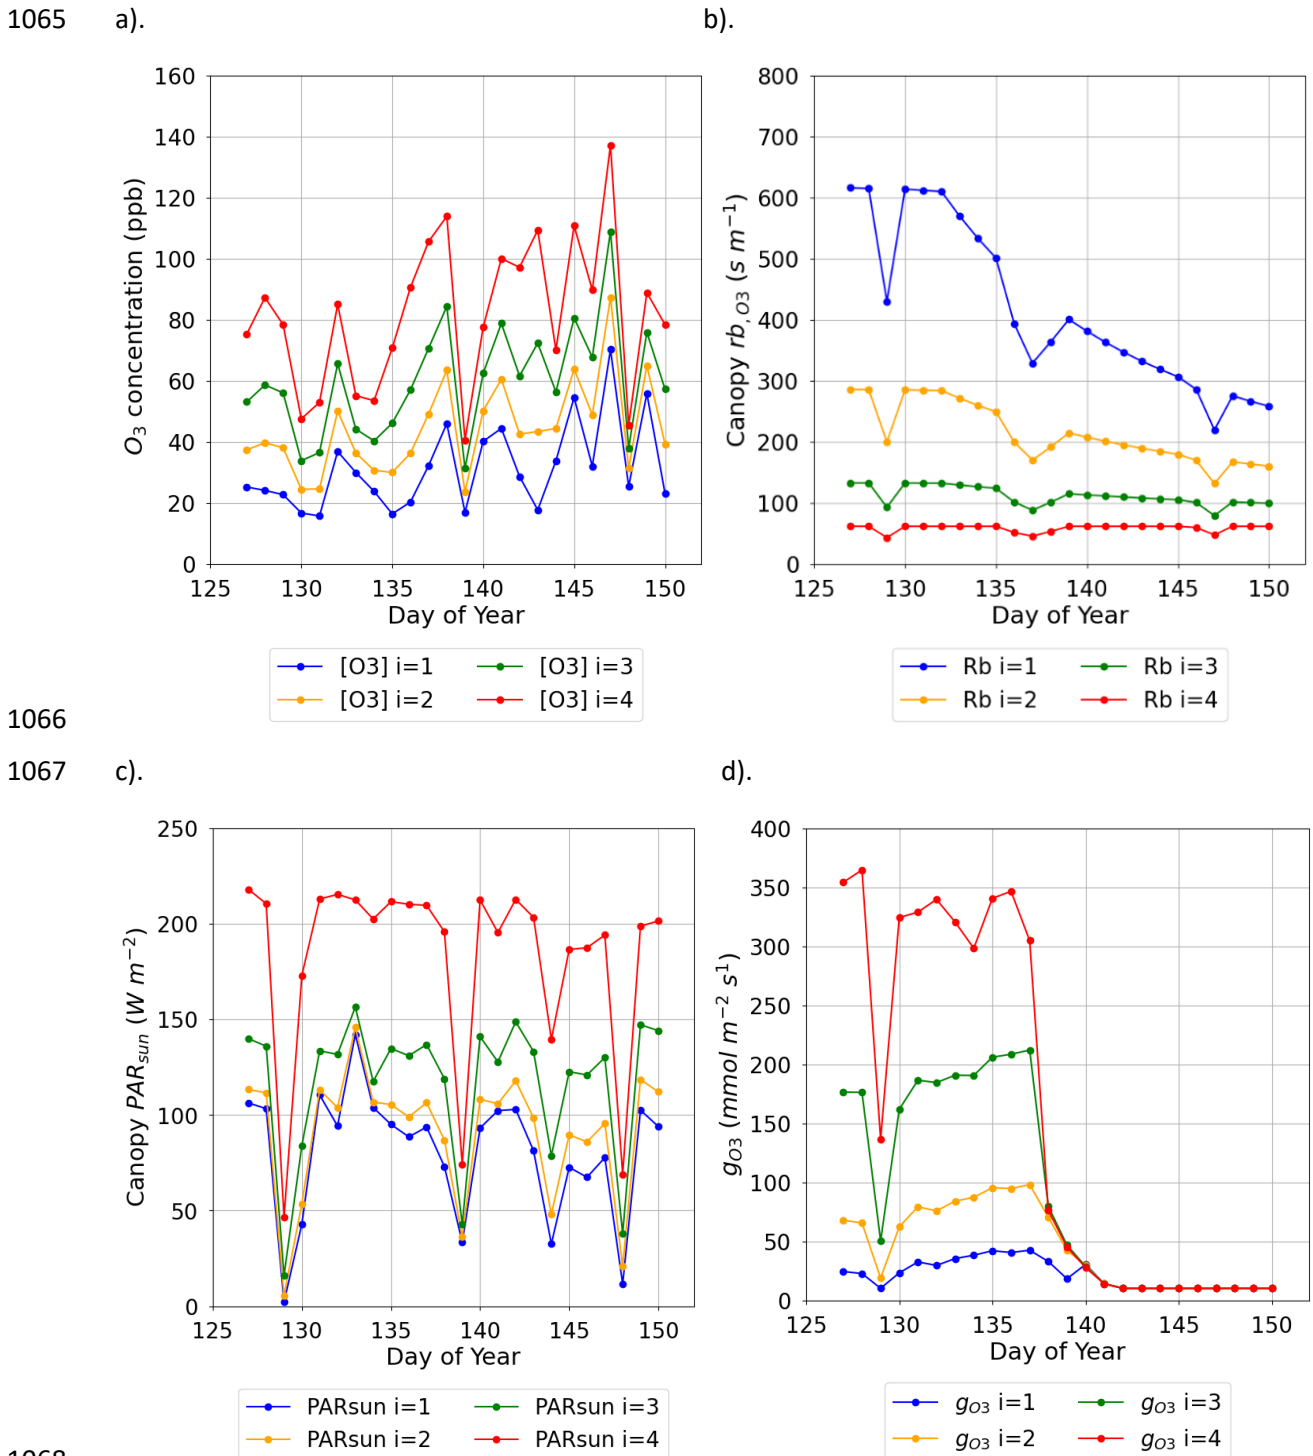 1065 a). b).
160
140
120
100
80
60
40
20
0
O3 concentration (ppb)
125 130 135 140 145 150
Day of Year
[O3] i=1 [O3] i=3
[O3] i=2 [O3] i=4
800
700
600
500
400
300
200
100
0
Canopy rb,O3 (s m−1)
125 130 135 140 145 150
Day of Year
Rb i=1 Rb i=3
Rb i=2 Rb i=4
1066
1067 c). d).
250
200
150
100
50
0
Canopy PARsun (W m−2)
125 130 135 140 145 150
Day of Year
PARsun i=1 PARsun i=3
PARsun i=2 PARsun i=4
400
350
300
250
200
150
100
50
0
gO3 (mmol m−2 s1)
125 130 135 140 145 150
Day of Year
gO3 i=1 gO3 i=3
gO3 i=2 gO3 i=4